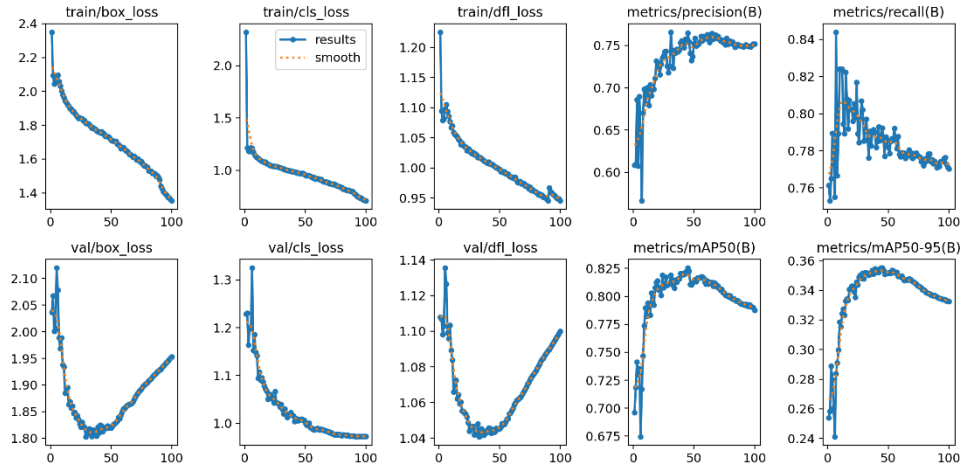 train/box_loss
2.4
2.2
2.0
1.8
1.6
1.4
0 50 100
train/cls_loss
results
smooth
2.0
1.5
1.0
0 50 100
train/dfl_loss
1.20
1.15
1.10
1.05
1.00
0.95
0 50 100
metrics/precision(B)
0.75
0.70
0.65
0.60
0 50 100
metrics/recall(B)
0.84
0.82
0.80
0.78
0.76
0 50 100
val/box_loss
2.10
2.05
2.00
1.95
1.90
1.85
1.80
0 50 100
val/cls_loss
1.3
1.2
1.1
1.0
0 50 100
val/dfl_loss
1.14
1.12
1.10
1.08
1.06
1.04
0 50 100
metrics/mAP50(B)
0.825
0.800
0.775
0.750
0.725
0.700
0.675
0 50 100
metrics/mAP50-95(B)
0.36
0.34
0.32
0.30
0.28
0.26
0.24
0 50 100